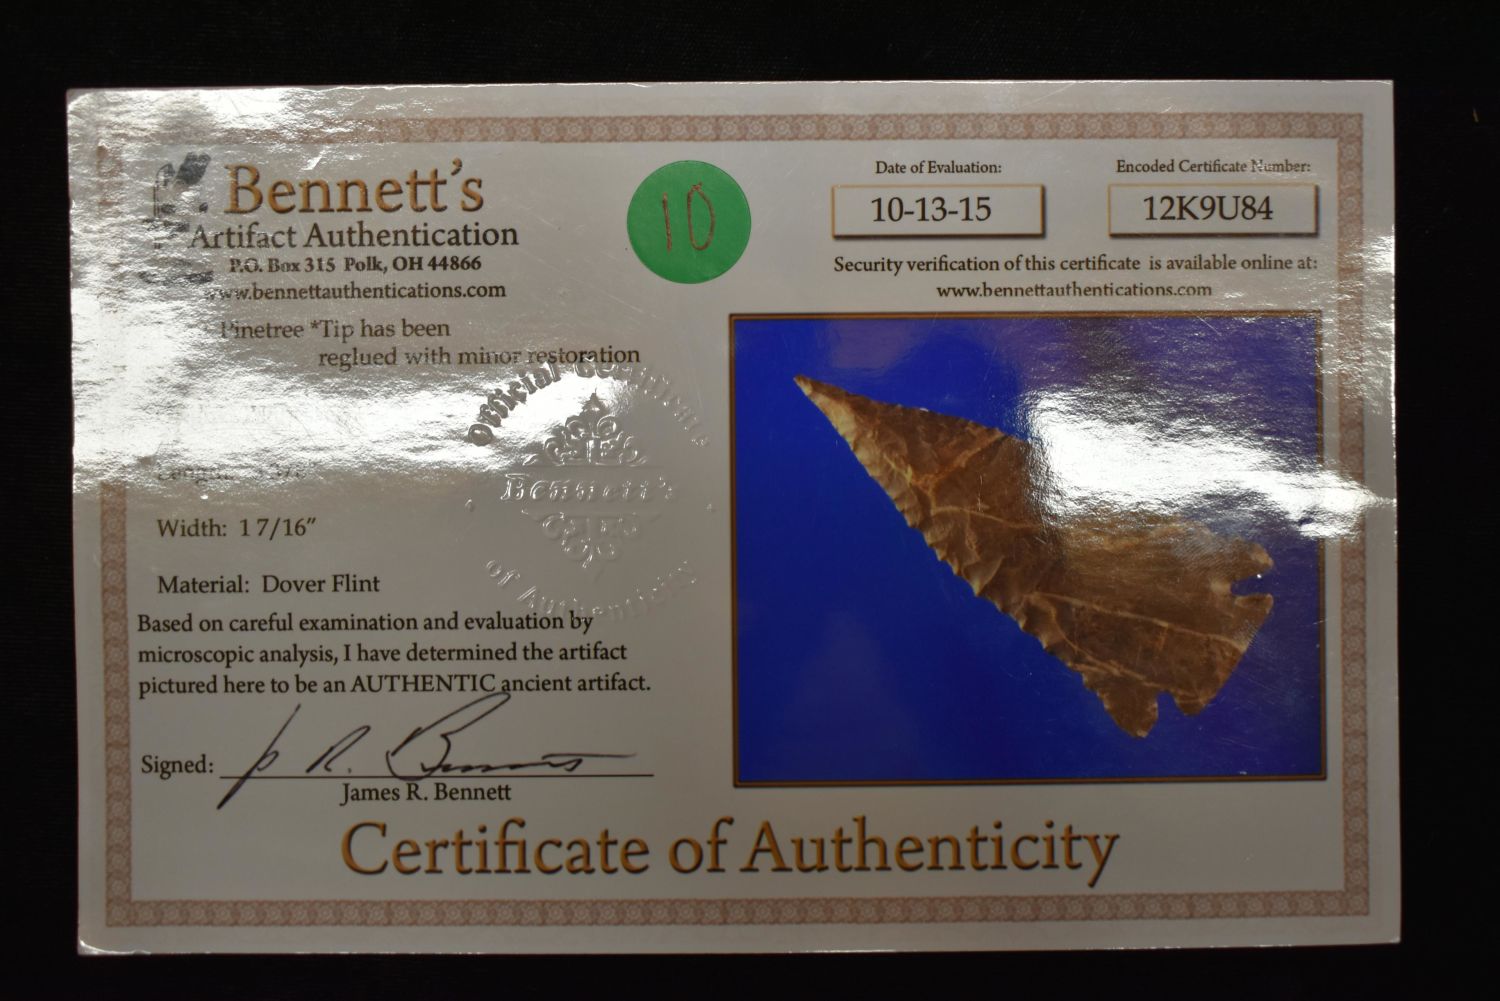 Bennett's
Artifact Authentication
P.O. Box 315 Polk, OH 44866
www.bennettauthentications.com
10
Date of Evaluation:
10-13-15
Encoded Certificate Number:
12K9U84
Security verification of this certificate is available online at:
www.bennettauthentications.com
Pinetree *Tip has been
reglued with minor restoration
Official Certificate
Bennett's
of Authenticity
Width: 1 7/16"
Material: Dover Flint
Based on careful examination and evaluation by
microscopic analysis, I have determined the artifact
pictured here to be an AUTHENTIC ancient artifact.
Signed:
James R. Bennett
Certificate of Authenticity